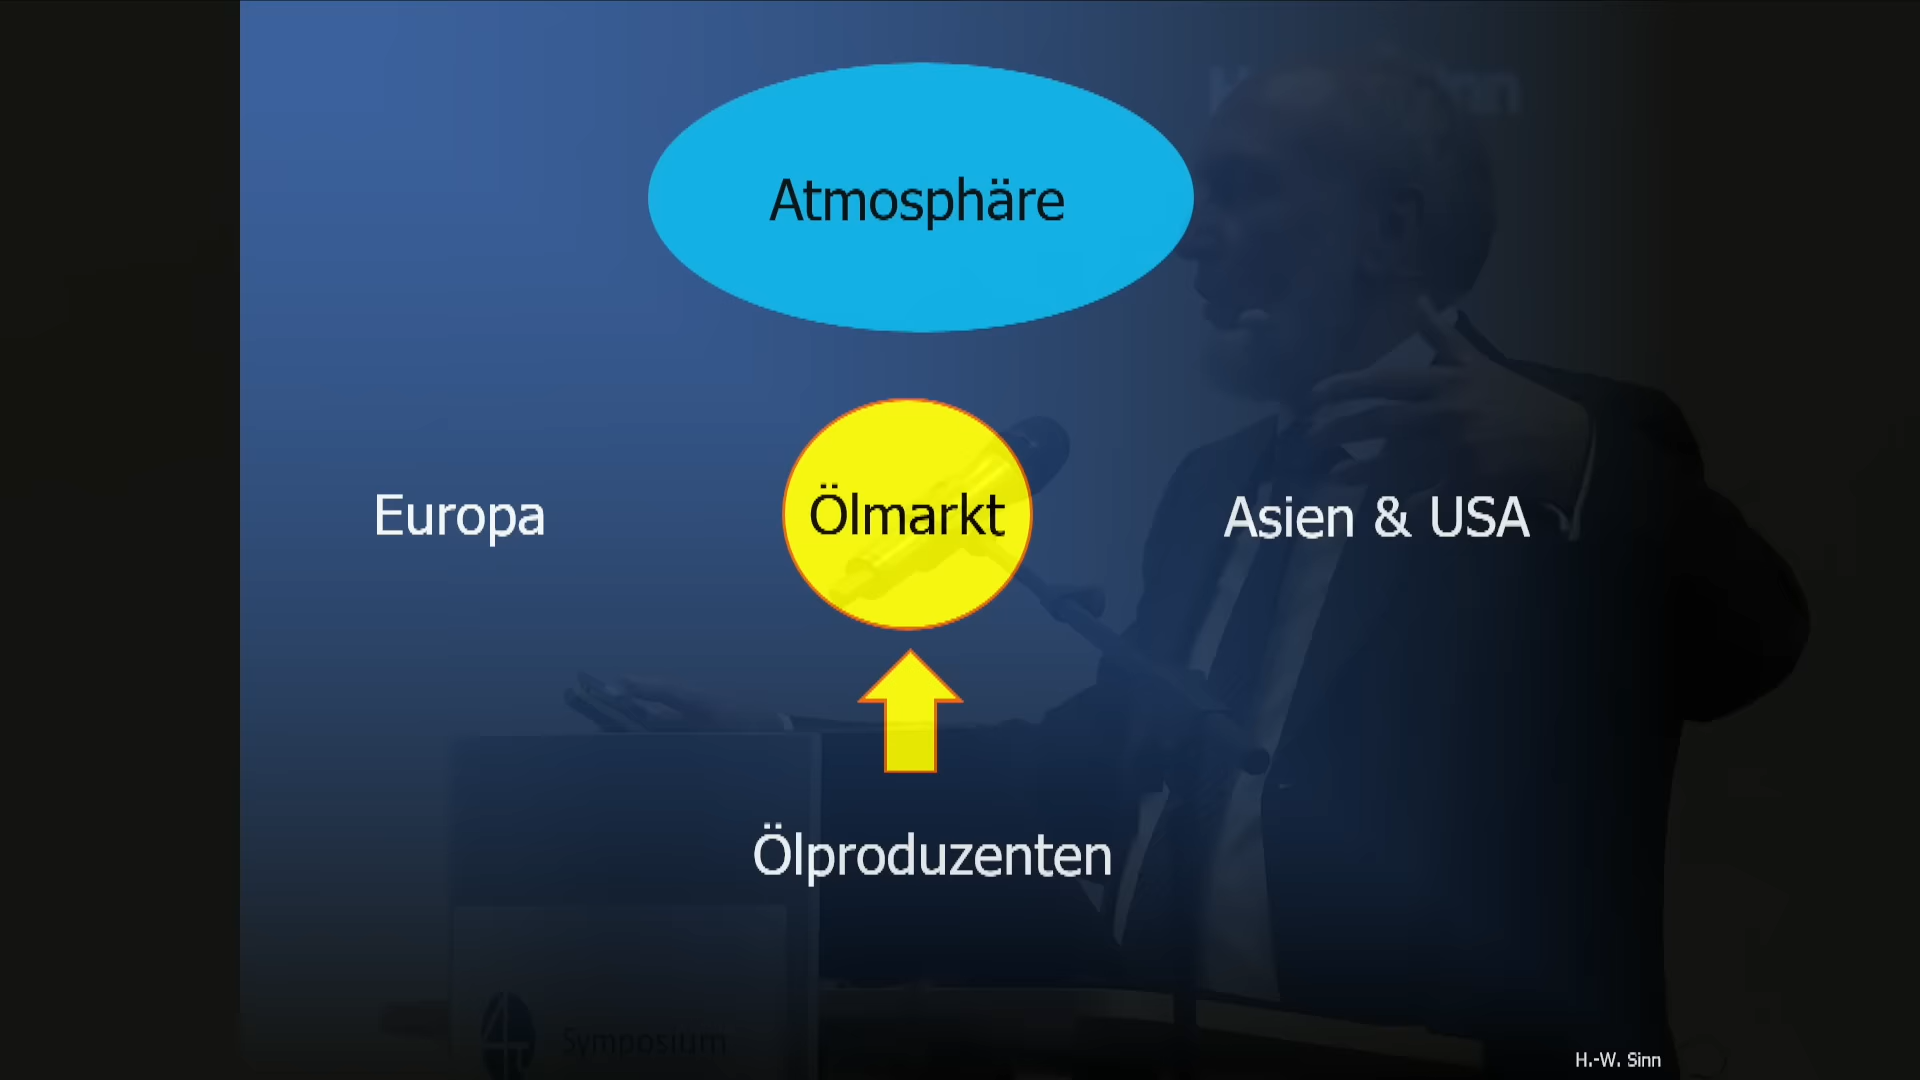 Atmosphäre
Europa
Ölmarkt
Asien & USA
Ölproduzenten
Symposium
H.-W. Sinn